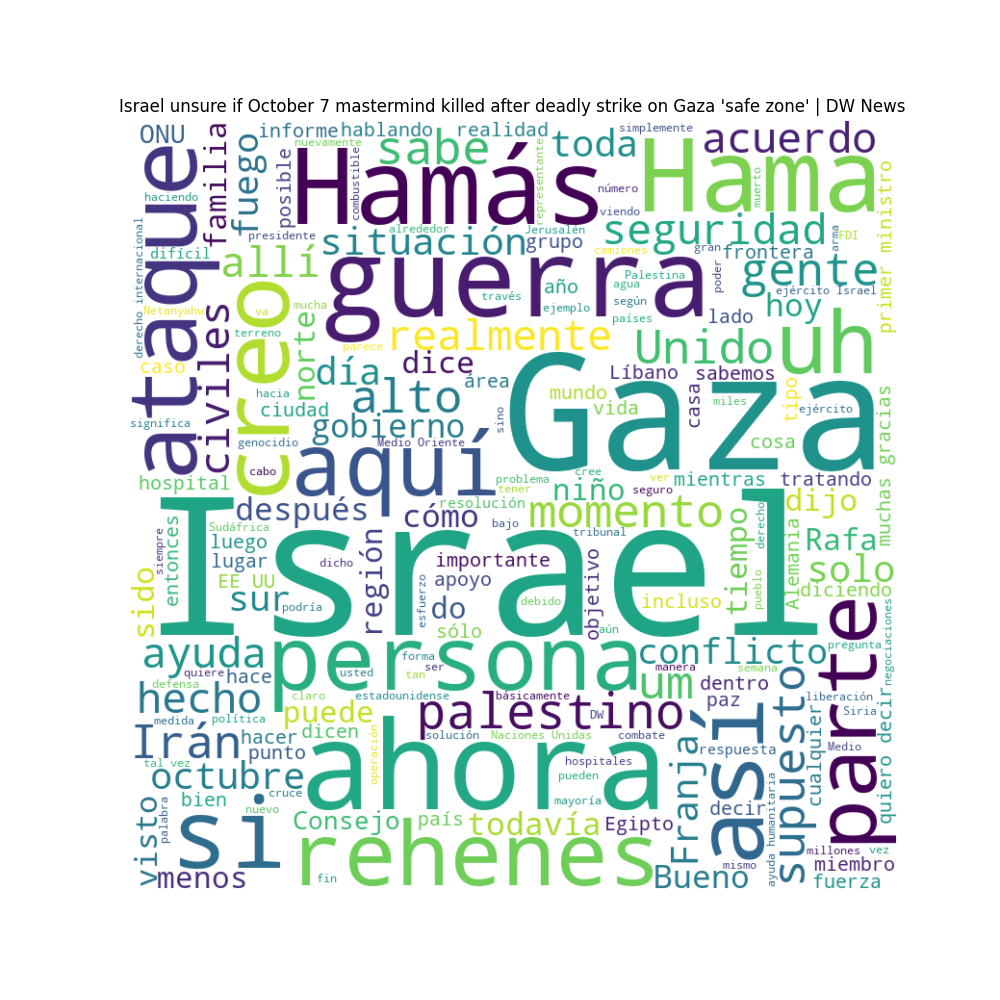 Israel unsure if October 7 mastermind killed after deadly strike on Gaza 'safe zone' | DW News
ONU
informe
hablando
realidad
simplemente
acuerdo
nuevamente
sabe
toda
Hamás
Hama
ataque
familia
fuego
posible
combustible
representante
número
muerto
haciendo
viendo
primer ministro
presidente
alrededor
Jerusalén
seguridad
FDI
arma
situación
grupo
gran
frontera
difícil
derecho internacional
allí
guerra
camiones
poder
gente
Netanyahu
va
mucha
través
año
agua
Palestina
ejemplo
según
países
ejército Israel
hoy
lado
creo
terreno
norte
parece
realmente
Unido
uh
caso
civiles
hacia
día
dice
área
Líbano
sabemos
tipo
alto
mundo
vida
casa
miles
ejército
significa
ciudad
gobierno
sino
Gaza
cosa
muchas gracias
genocidio
Medio Oriente
cabo
aquí
problema
tener
cree
ver
seguro
mientras
tratando
hospital
niño
después
resolución
momento
dijo
cómo
bajo
tribunal
derecho
siempre
entonces
Sudáfrica
luego
Israel
tiempo
Alemania
Rafa
lugar
dicho
región
importante
solo
sido
EE UU
apoyo
objetivo
diciendo
sur
podría
esfuerzo
do
debido
incluso
pueblo
sólo
aún
parte
negociaciones
pregunta
ayuda
persona
forma
ser
usted
tan
manera
semana
conflicto
quiere
hace
defensa
um
dentro
hecho
claro
estadounidense
básicamente
paz
así
supuesto
liberación
medida
política
puede
palestino
DW
Siria
cualquier
quiero decir
Irán
hacer
dicen
operación
solución
Naciones Unidas
combate
Franja
respuesta
Medio
punto
tal vez
octubre
ahora
hospitales
pueden
mayoría
cruce
bien
nuevo
decir
ayuda humanitaria
visto
palabra
si
Consejo
país
todavía
Egipto
rehenes
millones
vez
mismo
miembro
menos
fin
Bueno
fuerza